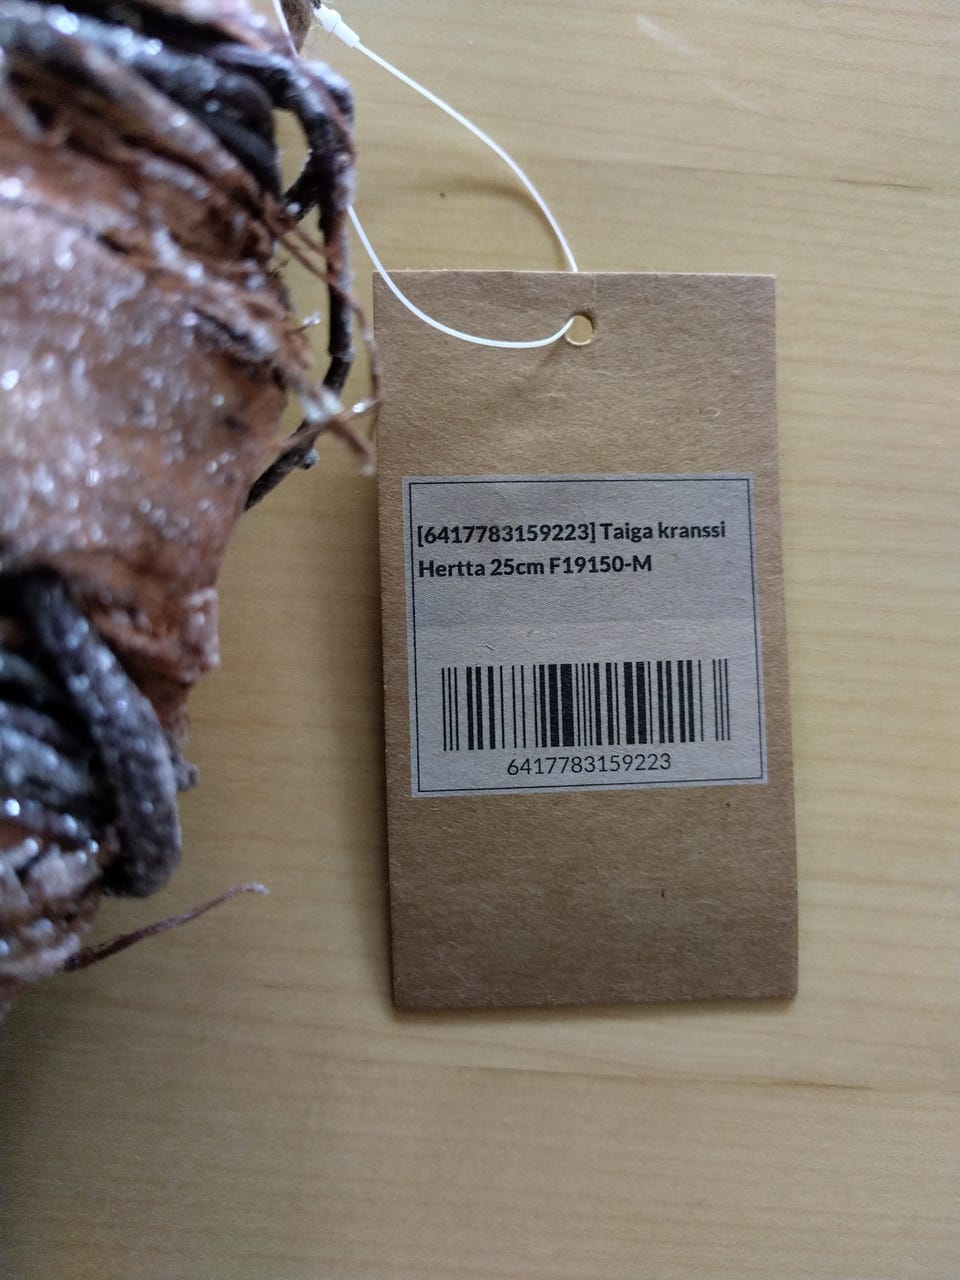 [6417783159223] Taiga kranssi
Hertta 25cm F19150-M
6417783159223